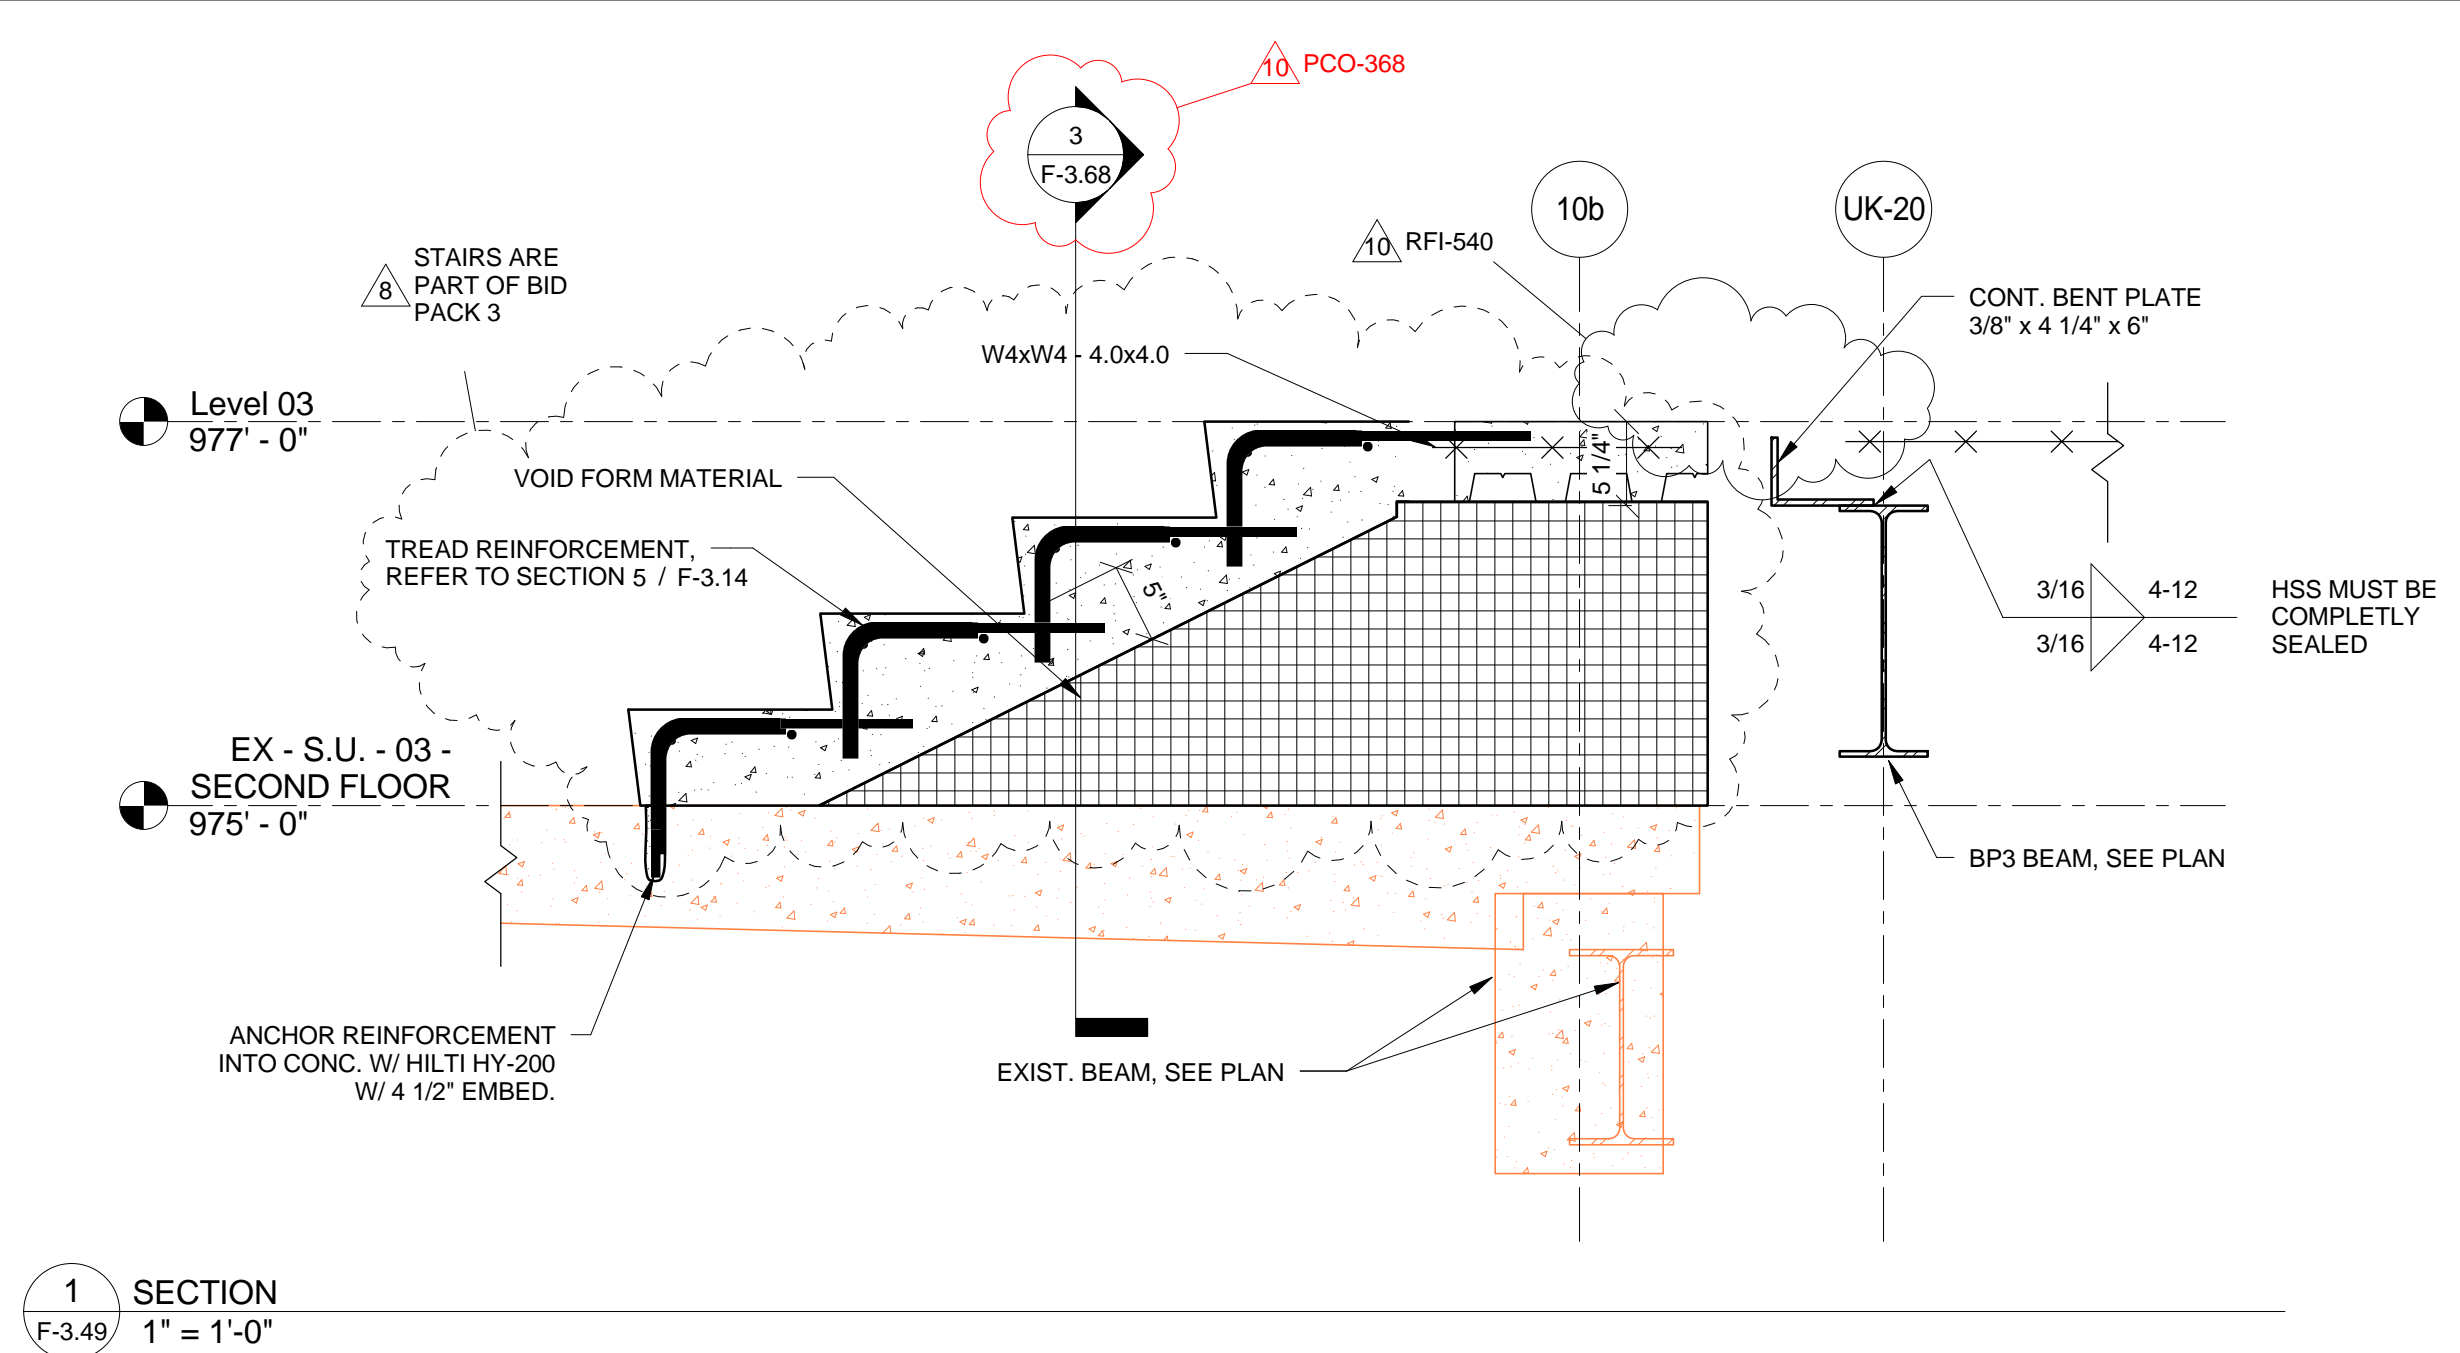 10 PCO-368
3
F-3.68
10b
UK-20
10 RFI-540
STAIRS ARE
8 PART OF BID
PACK 3
CONT. BENT PLATE
3/8" x 4 1/4" x 6"
W4xW4 - 4.0x4.0
Level 03
977' - 0"
VOID FORM MATERIAL
5 1/4"
TREAD REINFORCEMENT,
REFER TO SECTION 5 / F-3.14
5"
3/16 4-12
3/16 4-12
HSS MUST BE
COMPLETLY
SEALED
EX - S.U. - 03 -
SECOND FLOOR
975' - 0"
BP3 BEAM, SEE PLAN
ANCHOR REINFORCEMENT
INTO CONC. W/ HILTI HY-200
W/ 4 1/2" EMBED.
EXIST. BEAM, SEE PLAN
1
F-3.49
SECTION
1" = 1'-0"